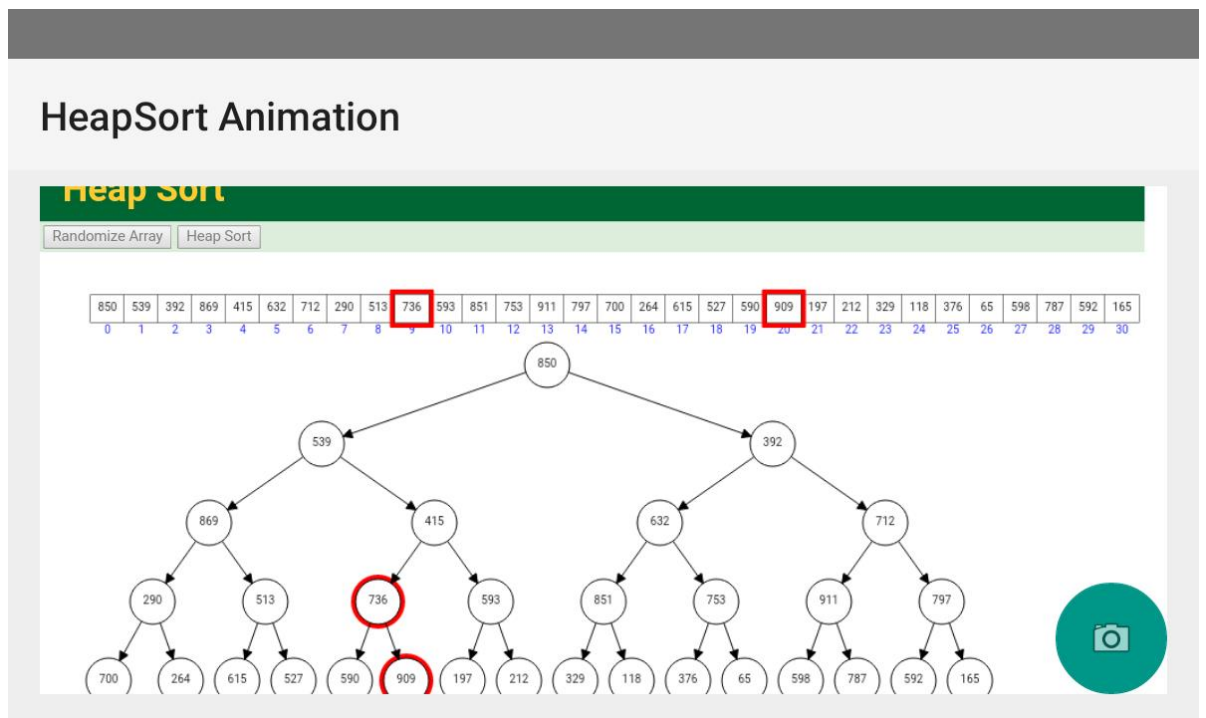 HeapSort Animation
Heap Sort
Randomize Array Heap Sort
850 539 392 869 415 632 712 290 513 736 593 851 753 911 797 700 264 615 527 590 909 197 212 329 118 376 65 598 787 592 165
0 1 2 3 4 5 6 7 8 9 10 11 12 13 14 15 16 17 18 19 20 21 22 23 24 25 26 27 28 29 30
850
539 392
869 415 632 712
290 513 736 593 851 753 911 797
700 264 615 527 590 909 197 212 329 118 376 65 598 787 592 165